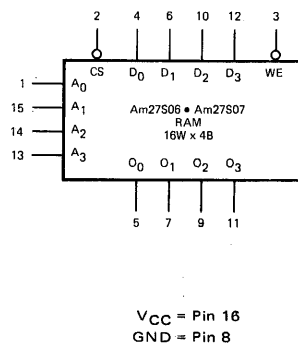 2 4 6 10 12 3
CS D0 D1 D2 D3 WE
1 A0
15 A1
14 A2
13 A3
Am27S06 • Am27S07
RAM
16W x 4B
O0 O1 O2 O3
5 7 9 11
VCC = Pin 16
GND = Pin 8